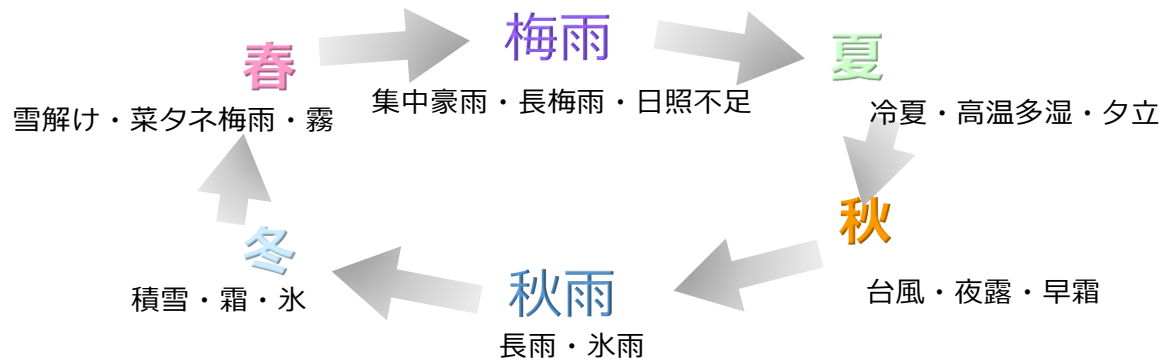 春
雪解け・菜タネ梅雨・霧
梅雨
集中豪雨・長梅雨・日照不足
夏
冷夏・高温多湿・夕立
秋
台風・夜露・早霜
秋雨
長雨・氷雨
冬
積雪・霜・氷